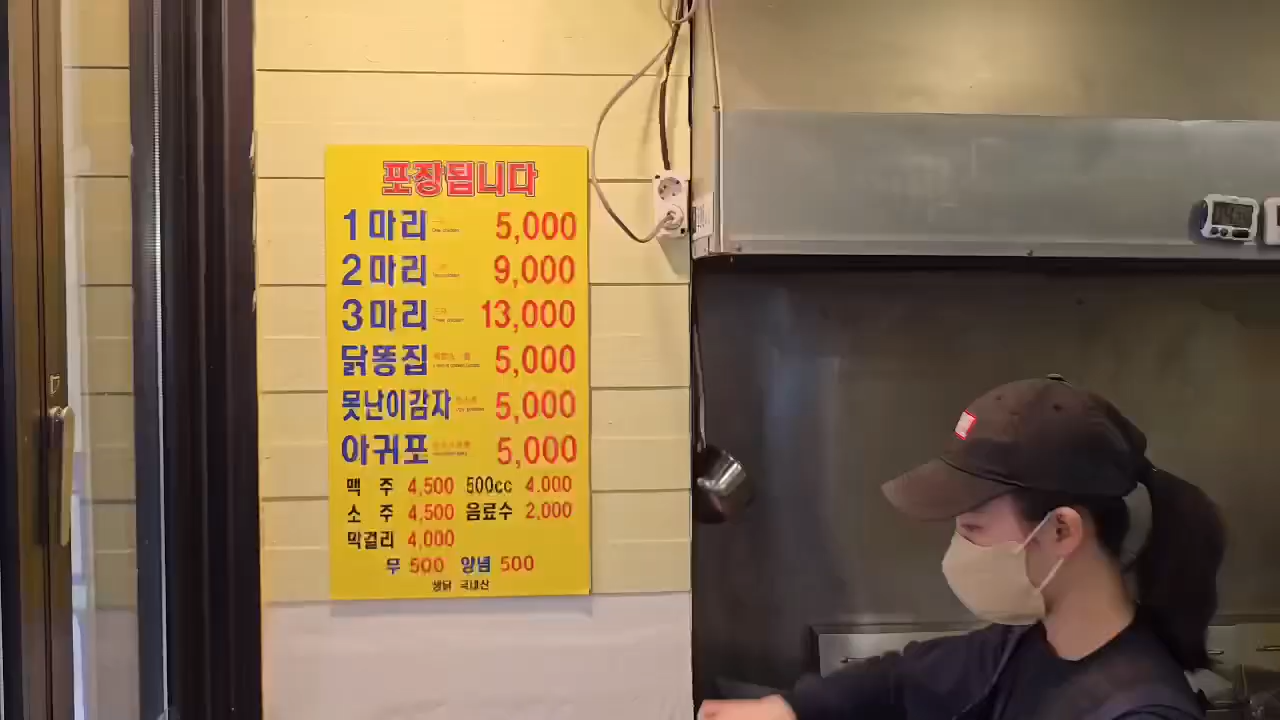 포장됩니다
1마리 5,000
2마리 9,000
3마리 13,000
닭똥집 5,000
못난이감자 5,000
아귀포 5,000
맥 주 4,500 500cc 4.000
소 주 4,500 음료수 2,000
막걸리 4,000
무 500 양념 500
생닭 국내산